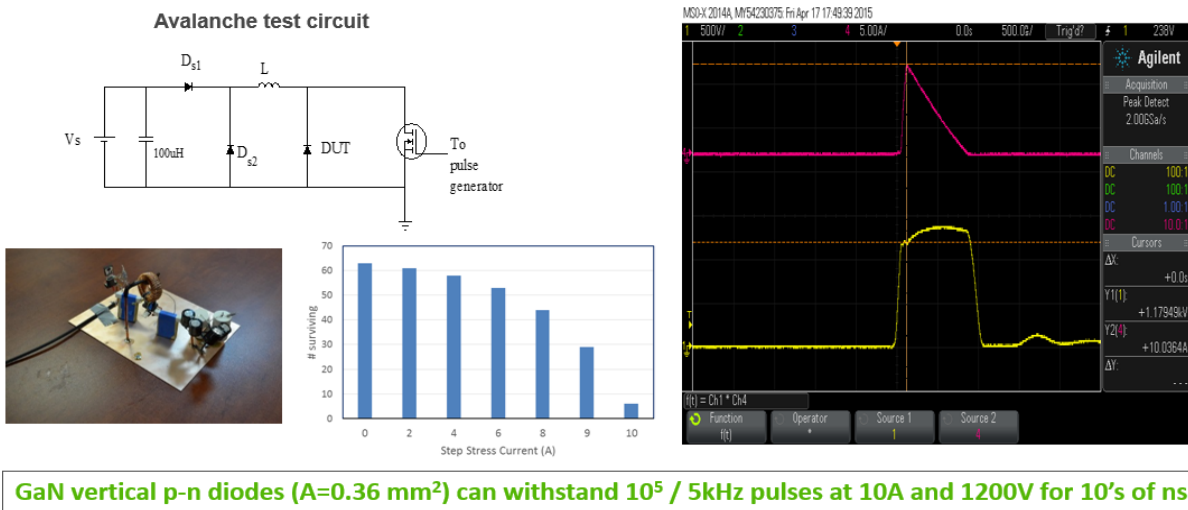 Avalanche test circuit
D_s1
L
Vs
100uH
D_s2
DUT
To
pulse
generator
70
60
50
40
30
20
10
0
# surviving
0 2 4 6 8 9 10
Step Stress Current (A)
MSO-X 2014A, MY54230375: Fri Apr 17 17:49:39 2015
1 500V/ 2 3 4 5.00A/ 0.0s 500.0s/ Trig'd? 1 238V
Agilent
Acquisition
Peak Detect
2.00GSa/s
Channels
DC 100:1
DC 100:1
DC 1.00:1
DC 10.0:1
Cursors
ΔX:
+0.0s
Y1(1):
+1.17949kV
Y2(4):
+10.0364A
ΔY:
---
f(t) = Ch1 * Ch4
Function
f(t)
Operator
*
Source 1
1
Source 2
4
GaN vertical p-n diodes (A=0.36 mm²) can withstand 10⁵ / 5kHz pulses at 10A and 1200V for 10's of ns